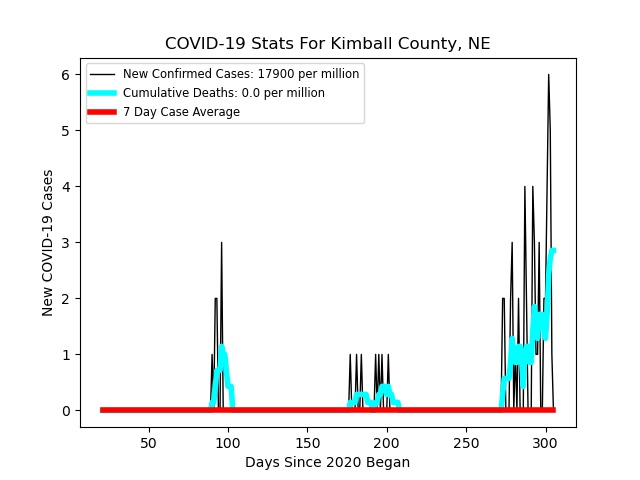 COVID-19 Stats For Kimball County, NE
New Confirmed Cases: 17900 per million
Cumulative Deaths: 0.0 per million
7 Day Case Average
New COVID-19 Cases
6
5
4
3
2
1
0
50 100 150 200 250 300
Days Since 2020 Began